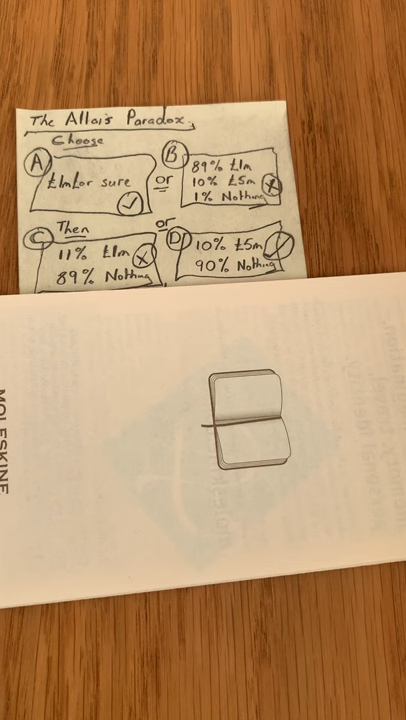 The Allais Paradox.
Choose
A £1m for sure ✓
or
B 89% £1m
10% £5m X
1% Nothing
Then
C 11% £1m X
89% Nothing
or
D 10% £5m ✓
90% Nothing
MOLESKINE